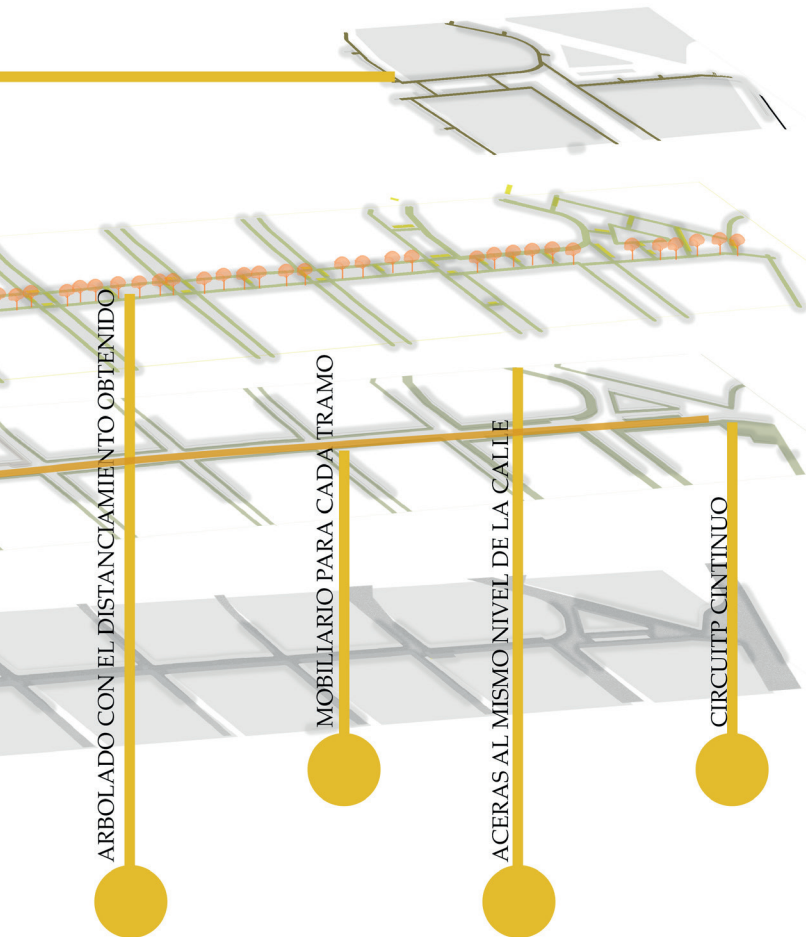 ARBOLADO CON EL DISTANCIAMIENTO OBTENIDO
MOBILIARIO PARA CADA TRAMO
ACERAS AL MISMO NIVEL DE LA CALLE
CIRCUITP CINTINUO